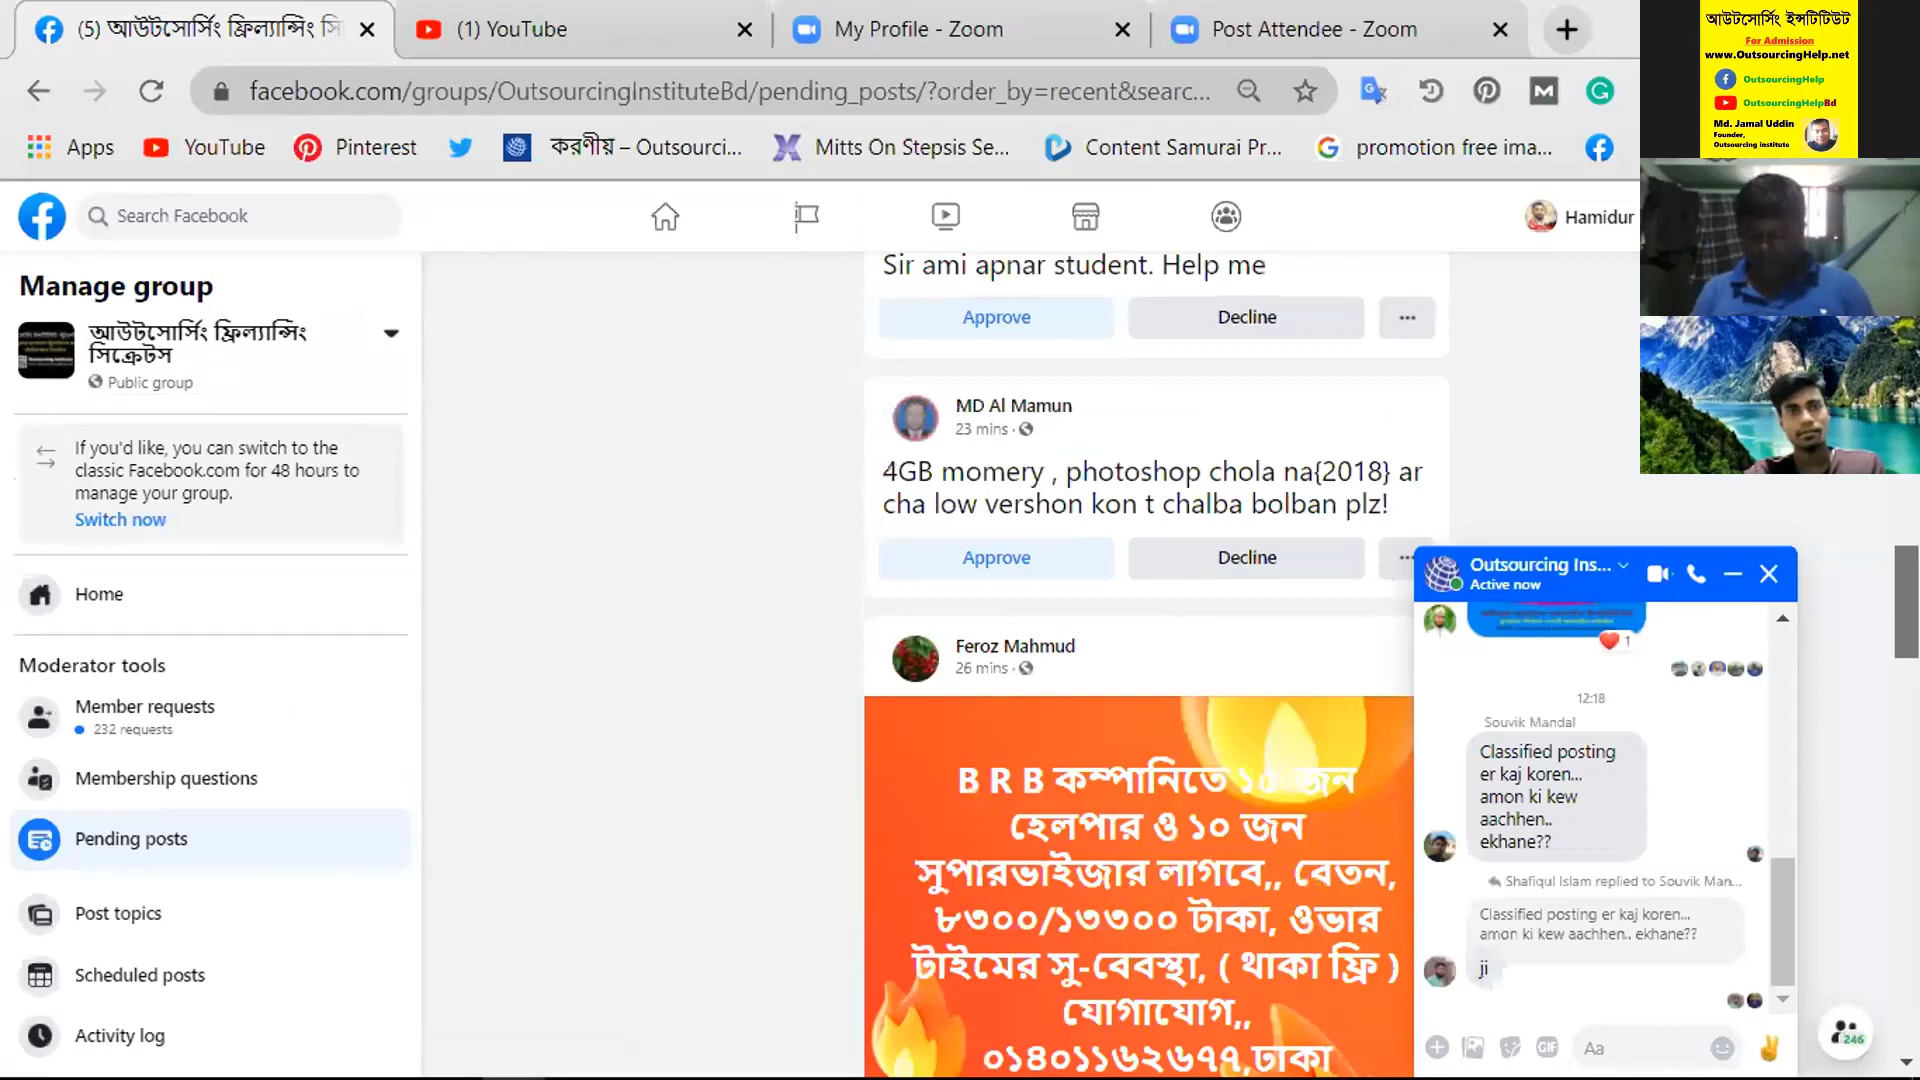 (5) আউটসোর্সিং ফ্রিল্যান্সিং সি
(1) YouTube
My Profile - Zoom
Post Attendee - Zoom
facebook.com/groups/OutsourcingInstituteBd/pending_posts/?order_by=recent&searc...
Apps
YouTube
Pinterest
করণীয় – Outsourci...
Mitts On Stepsis Se...
Content Samurai Pr...
promotion free ima...
আউটসোর্সিং ইন্সটিটিউট
For Admission
www.OutsourcingHelp.net
OutsourcingHelp
OutsourcingHelpBd
Md. Jamal Uddin
Founder,
Outsourcing institute
Search Facebook
Hamidur
Manage group
আউটসোর্সিং ফ্রিল্যান্সিং
সিক্রেটস
Public group
If you'd like, you can switch to the
classic Facebook.com for 48 hours to
manage your group.
Switch now
Home
Moderator tools
Member requests
232 requests
Membership questions
Pending posts
Post topics
Scheduled posts
Activity log
Sir ami apnar student. Help me
Approve
Decline
MD Al Mamun
23 mins
4GB momery , photoshop chola na{2018} ar
cha low vershon kon t chalba bolban plz!
Approve
Decline
Feroz Mahmud
26 mins
B R B কম্পানিতে ১৫ জন
হেলপার ও ১০ জন
সুপারভাইজার লাগবে,, বেতন,
৮৩০০/১৩৩০০ টাকা, ওভার
টাইমের সু-বেবস্থা, ( থাকা ফ্রি )
যোগাযোগ,,
০১৪০১১৬২৬৭৭,ঢাকা
Outsourcing Ins...
Active now
1
12:18
Souvik Mandal
Classified posting
er kaj koren...
amon ki kew
aachhen..
ekhane??
Shafiqul Islam replied to Souvik Man...
Classified posting er kaj koren...
amon ki kew aachhen.. ekhane??
ji
GIF
Aa
246